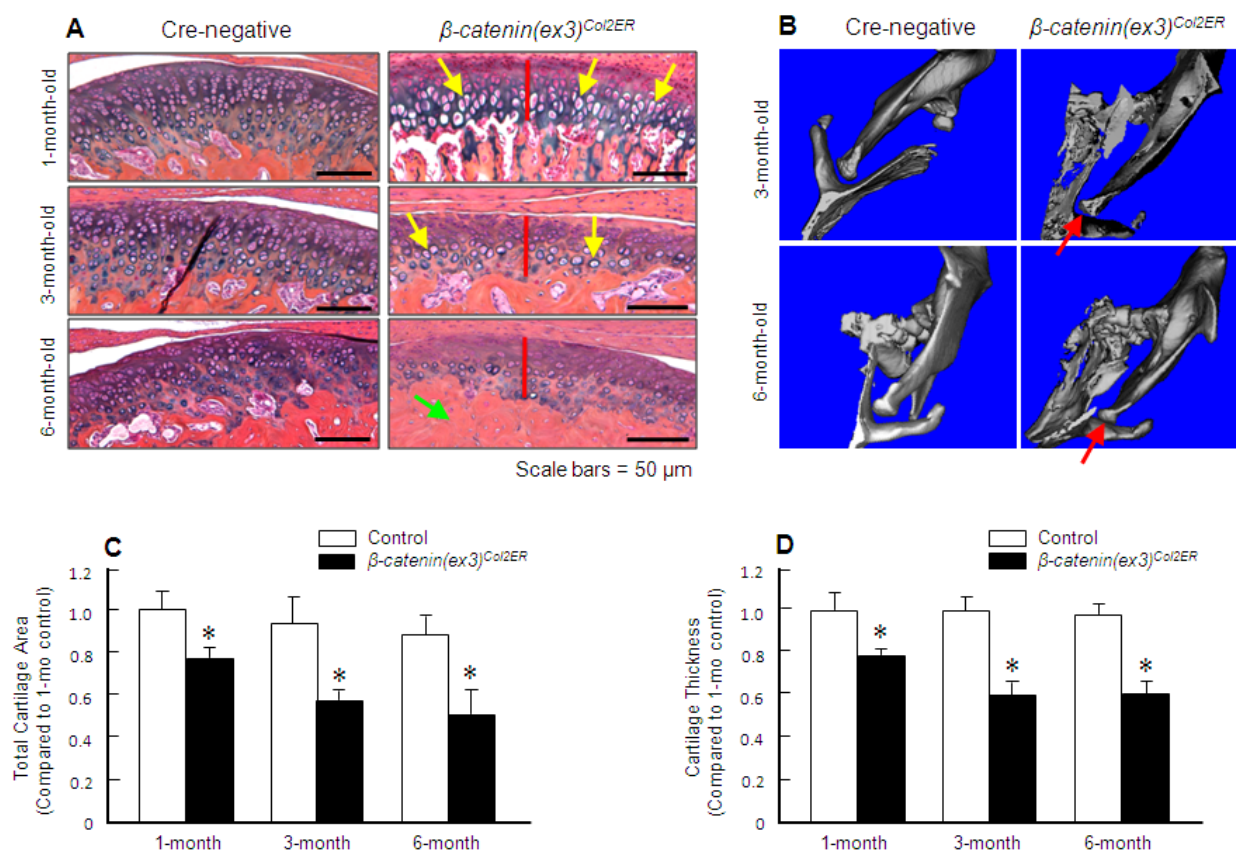 A
Cre-negative
β-catenin(ex3)Col2ER
1-month-old
3-month-old
6-month-old
Scale bars = 50 μm
B
Cre-negative
β-catenin(ex3)Col2ER
3-month-old
6-month-old
C
Control
β-catenin(ex3)Col2ER
Total Cartilage Area
(Compared to 1-mo control)
1.2
1.0
0.8
0.6
0.4
0.2
0
* * *
1-month 3-month 6-month
D
Control
β-catenin(ex3)Col2ER
Cartilage Thickness
(Compared to 1-mo control)
1.2
1.0
0.8
0.6
0.4
0.2
0
* * *
1-month 3-month 6-month